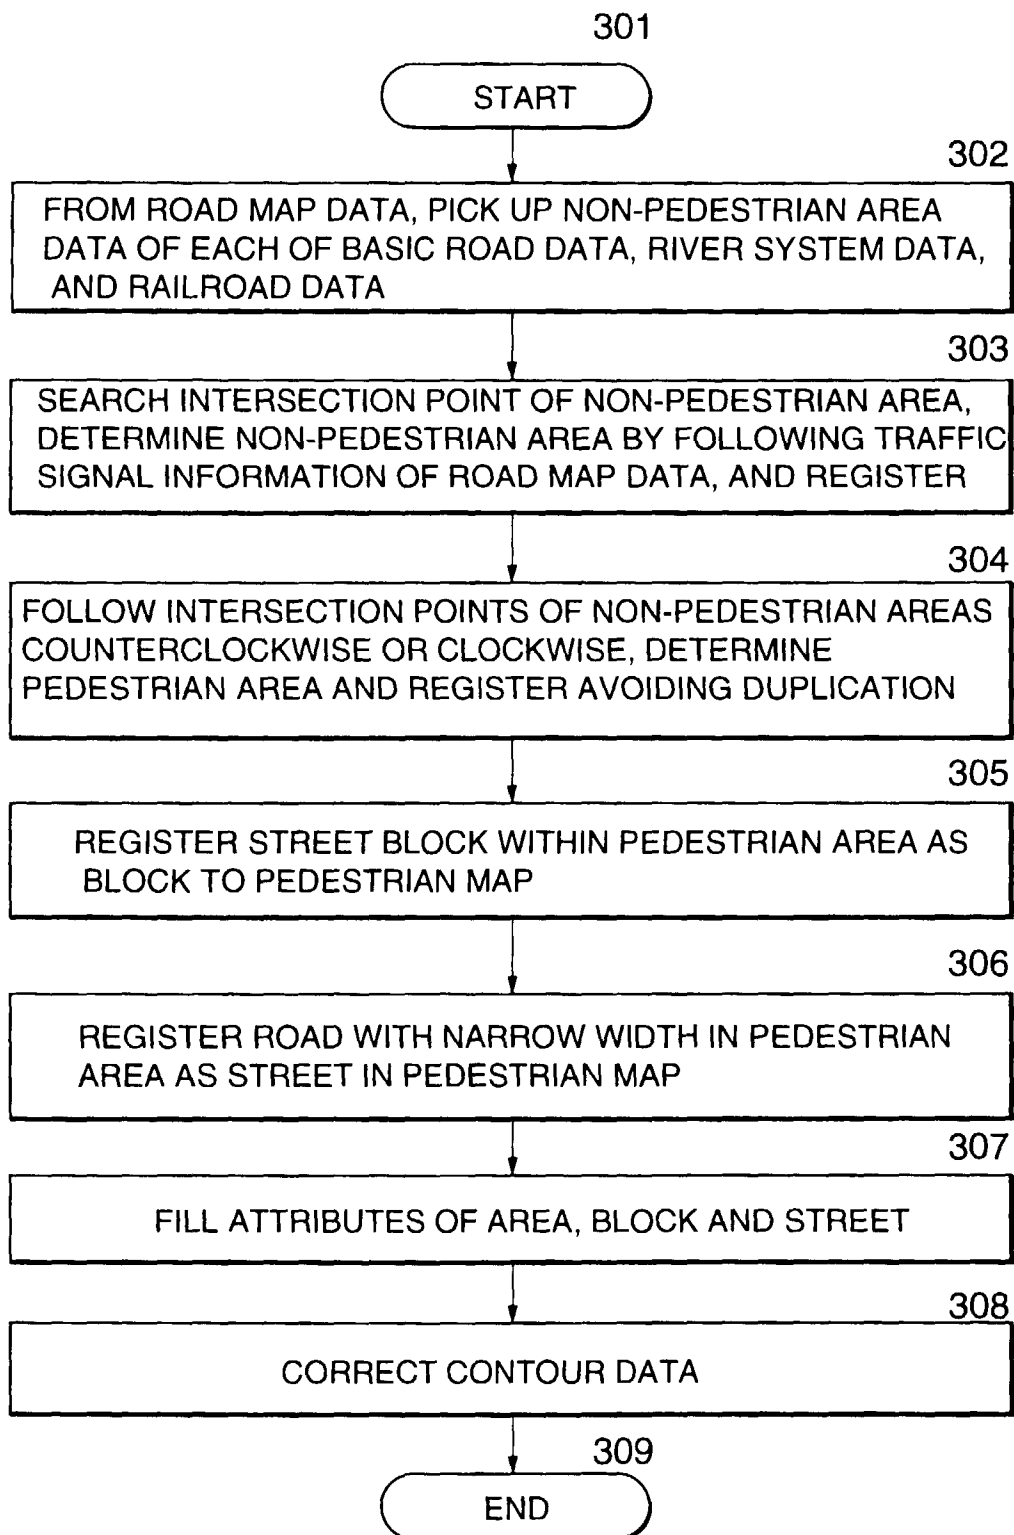 301
START
302
FROM ROAD MAP DATA, PICK UP NON-PEDESTRIAN AREA
DATA OF EACH OF BASIC ROAD DATA, RIVER SYSTEM DATA,
AND RAILROAD DATA
303
SEARCH INTERSECTION POINT OF NON-PEDESTRIAN AREA,
DETERMINE NON-PEDESTRIAN AREA BY FOLLOWING TRAFFIC
SIGNAL INFORMATION OF ROAD MAP DATA, AND REGISTER
304
FOLLOW INTERSECTION POINTS OF NON-PEDESTRIAN AREAS
COUNTERCLOCKWISE OR CLOCKWISE, DETERMINE
PEDESTRIAN AREA AND REGISTER AVOIDING DUPLICATION
305
REGISTER STREET BLOCK WITHIN PEDESTRIAN AREA AS
BLOCK TO PEDESTRIAN MAP
306
REGISTER ROAD WITH NARROW WIDTH IN PEDESTRIAN
AREA AS STREET IN PEDESTRIAN MAP
307
FILL ATTRIBUTES OF AREA, BLOCK AND STREET
308
CORRECT CONTOUR DATA
309
END